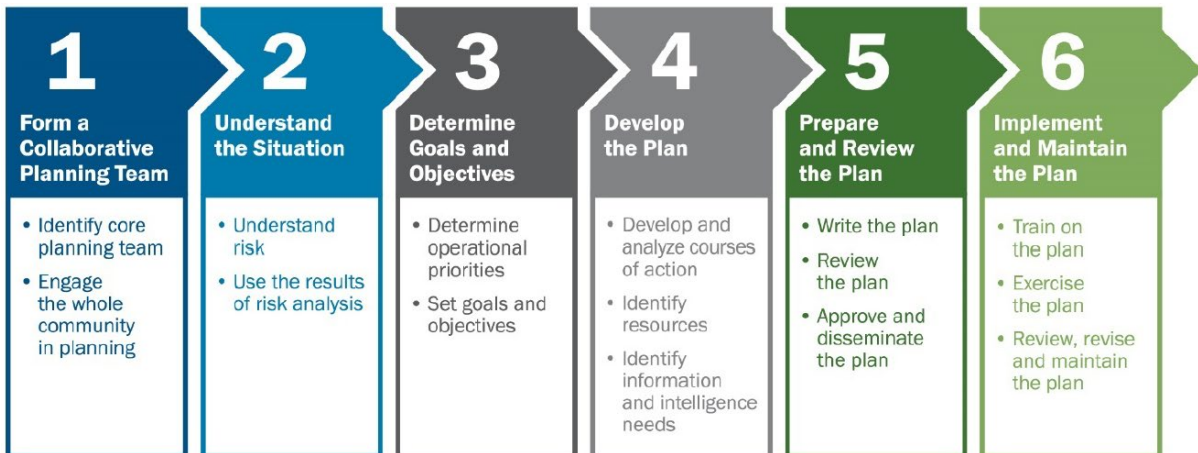 1
Form a
Collaborative
Planning Team
• Identify core
planning team
• Engage
the whole
community
in planning
2
Understand
the Situation
• Understand
risk
• Use the results
of risk analysis
3
Determine
Goals and
Objectives
• Determine
operational
priorities
• Set goals and
objectives
4
Develop
the Plan
• Develop and
analyze courses
of action
• Identify
resources
• Identify
information
and intelligence
needs
5
Prepare
and Review
the Plan
• Write the plan
• Review
the plan
• Approve and
disseminate
the plan
6
Implement
and Maintain
the Plan
• Train on
the plan
• Exercise
the plan
• Review, revise
and maintain
the plan